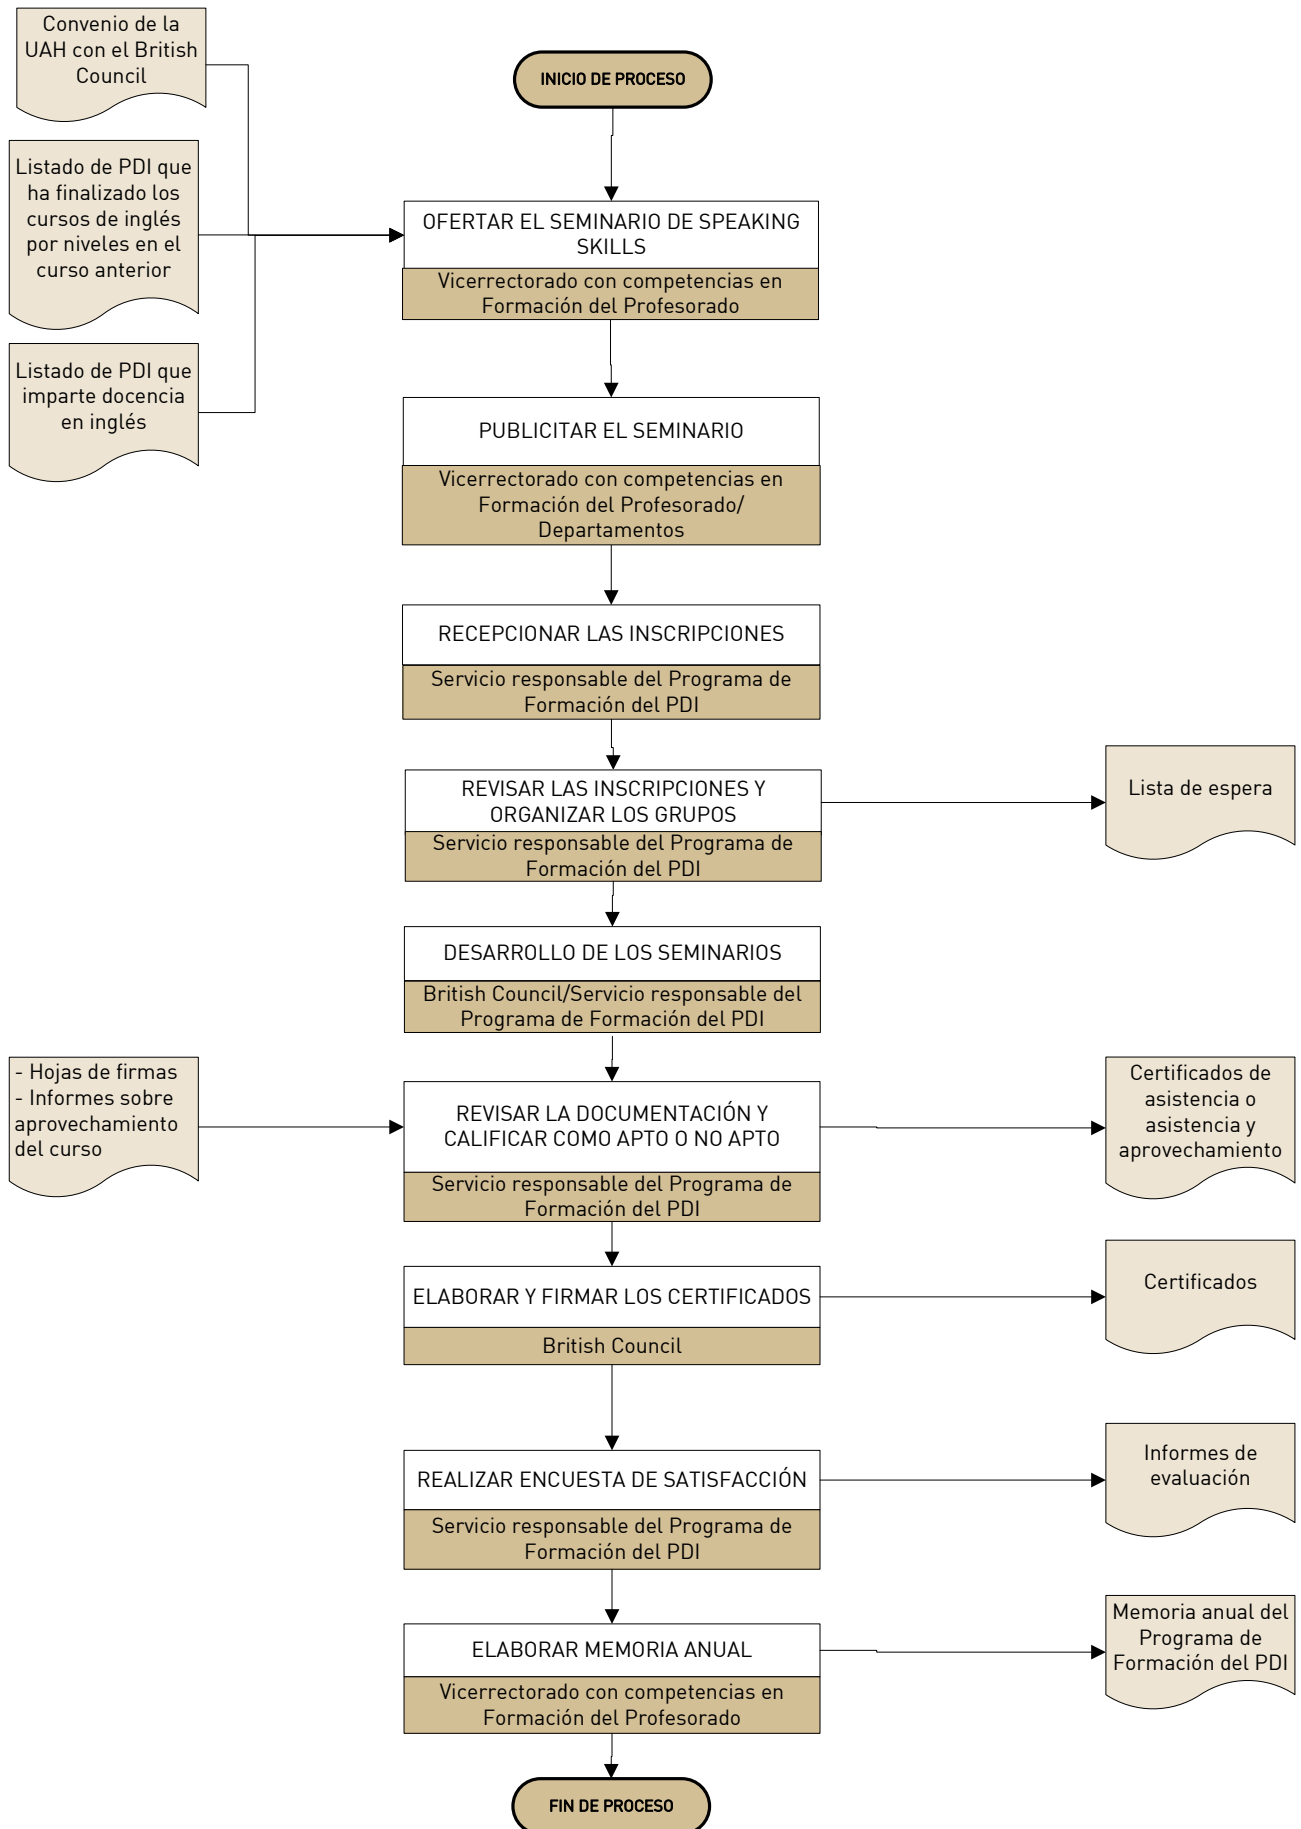 Convenio de la
UAH con el British
Council
INICIO DE PROCESO
Listado de PDI que
ha finalizado los
cursos de inglés
por niveles en el
curso anterior
OFERTAR EL SEMINARIO DE SPEAKING
SKILLS
Vicerrectorado con competencias en
Formación del Profesorado
Listado de PDI que
imparte docencia
en inglés
PUBLICITAR EL SEMINARIO
Vicerrectorado con competencias en
Formación del Profesorado/
Departamentos
RECEPCIONAR LAS INSCRIPCIONES
Servicio responsable del Programa de
Formación del PDI
REVISAR LAS INSCRIPCIONES Y
ORGANIZAR LOS GRUPOS
Servicio responsable del Programa de
Formación del PDI
Lista de espera
DESARROLLO DE LOS SEMINARIOS
British Council/Servicio responsable del
Programa de Formación del PDI
- Hojas de firmas
- Informes sobre
aprovechamiento
del curso
REVISAR LA DOCUMENTACIÓN Y
CALIFICAR COMO APTO O NO APTO
Servicio responsable del Programa de
Formación del PDI
Certificados de
asistencia o
asistencia y
aprovechamiento
ELABORAR Y FIRMAR LOS CERTIFICADOS
British Council
Certificados
REALIZAR ENCUESTA DE SATISFACCIÓN
Servicio responsable del Programa de
Formación del PDI
Informes de
evaluación
ELABORAR MEMORIA ANUAL
Vicerrectorado con competencias en
Formación del Profesorado
Memoria anual del
Programa de
Formación del PDI
FIN DE PROCESO